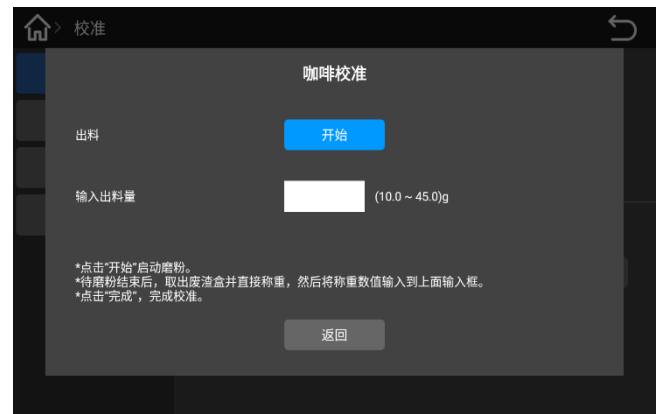 校准
咖啡校准
出料
开始
输入出料量
(10.0 ~ 45.0)g
*点击"开始"启动磨粉。
*待磨粉结束后，取出废渣盒并直接称重，然后将称重数值输入到上面输入框。
*点击"完成"，完成校准。
返回